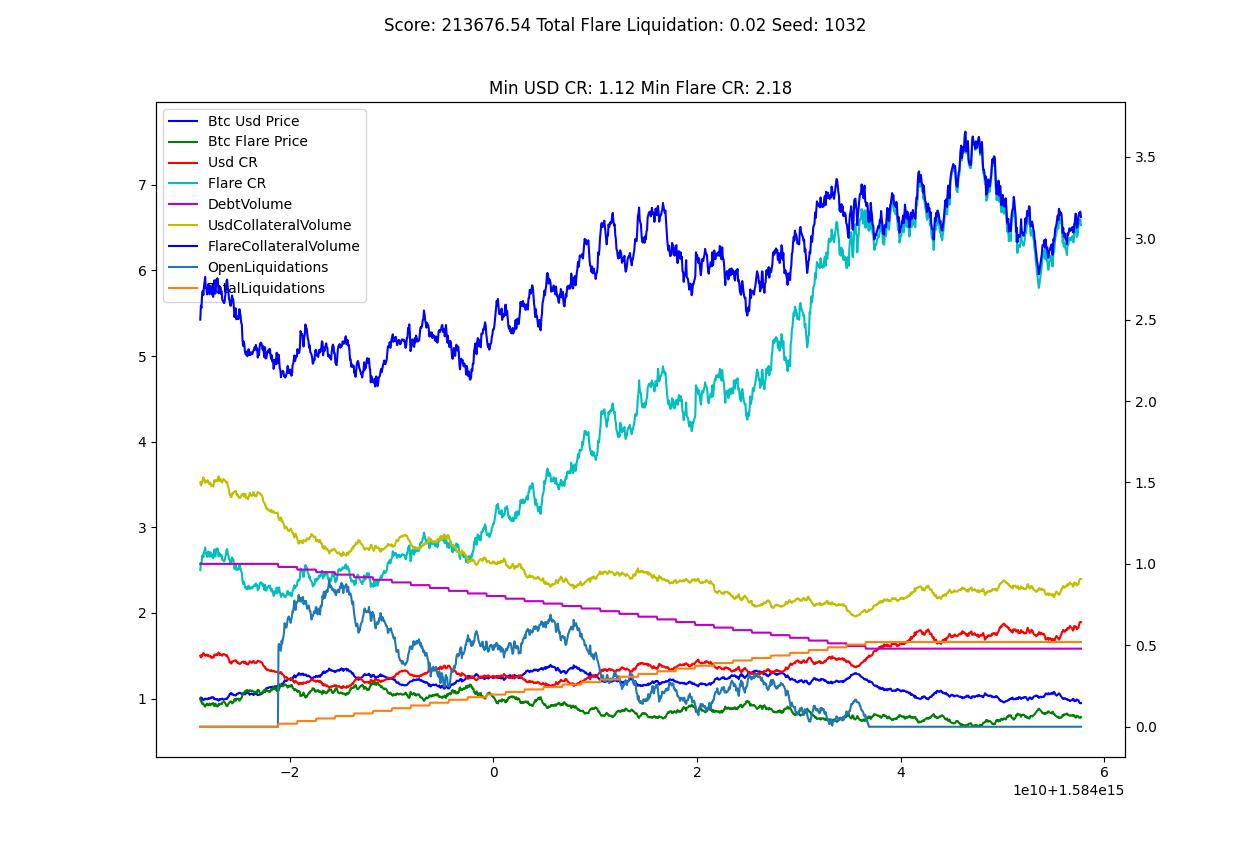 Score: 213676.54 Total Flare Liquidation: 0.02 Seed: 1032
Min USD CR: 1.12 Min Flare CR: 2.18
Btc Usd Price
Btc Flare Price
Usd CR
Flare CR
DebtVolume
UsdCollateralVolume
FlareCollateralVolume
OpenLiquidations
TotalLiquidations
7
6
5
4
3
2
1
3.5
3.0
2.5
2.0
1.5
1.0
0.5
0.0
−2 0 2 4 6
1e10+1.584e15